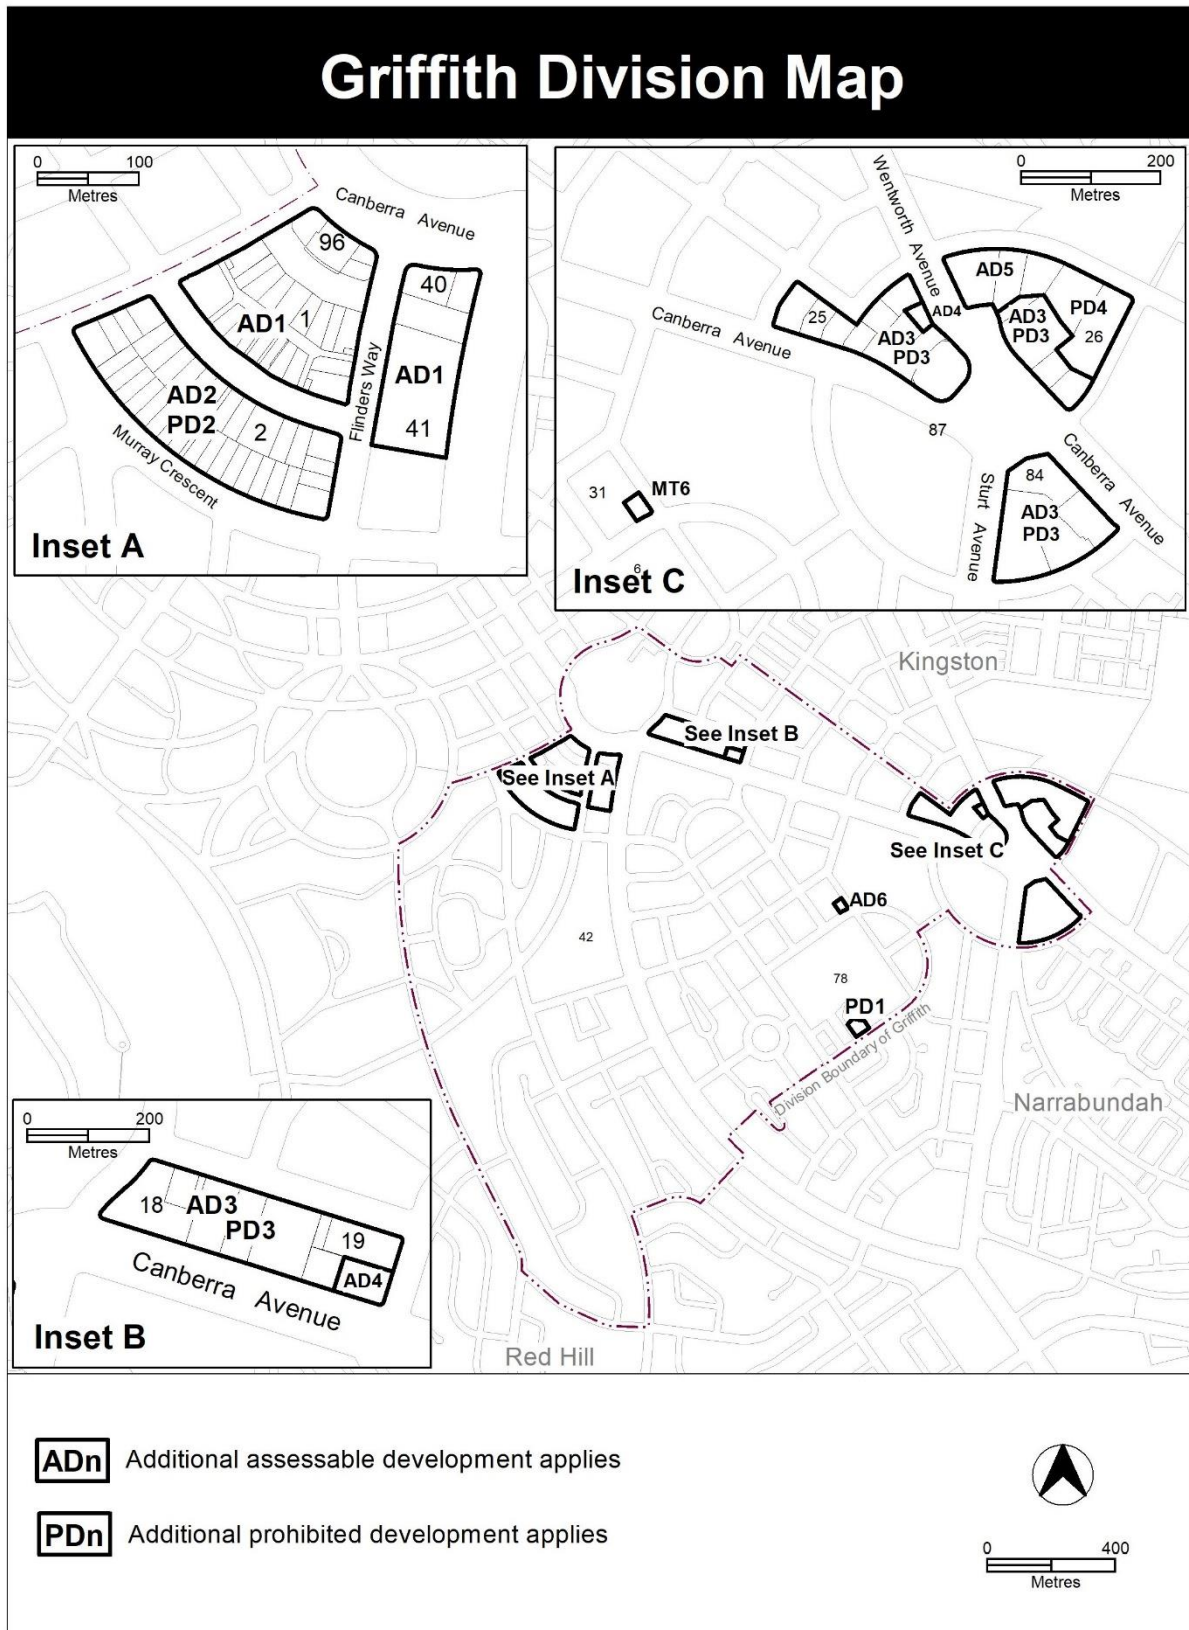 Griffith Division Map
0 100
Metres
Canberra Avenue
96
40
AD1 1
AD1
41
Flinders Way
AD2
PD2
2
Murray Crescent
Inset A
0 200
Metres
Wentworth Avenue
AD5
AD4
PD4
AD3
PD3
26
25
AD3
PD3
Canberra Avenue
87
84
Canberra Avenue
Sturt Avenue
AD3
PD3
31
MT6
6
Inset C
Kingston
See Inset B
See Inset A
See Inset C
AD6
42
78
PD1
Division Boundary of Griffith
Narrabundah
0 200
Metres
18
AD3
PD3
19
AD4
Canberra Avenue
Inset B
Red Hill
ADn Additional assessable development applies
PDn Additional prohibited development applies
0 400
Metres